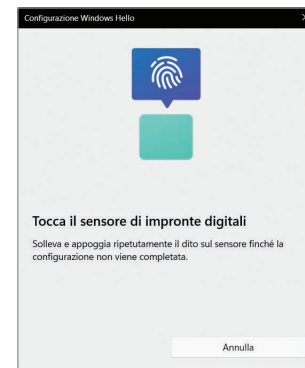 Configurazione Windows Hello
Tocca il sensore di impronte digitali
Solleva e appoggia ripetutamente il dito sul sensore finché la
configurazione non viene completata.
Annulla